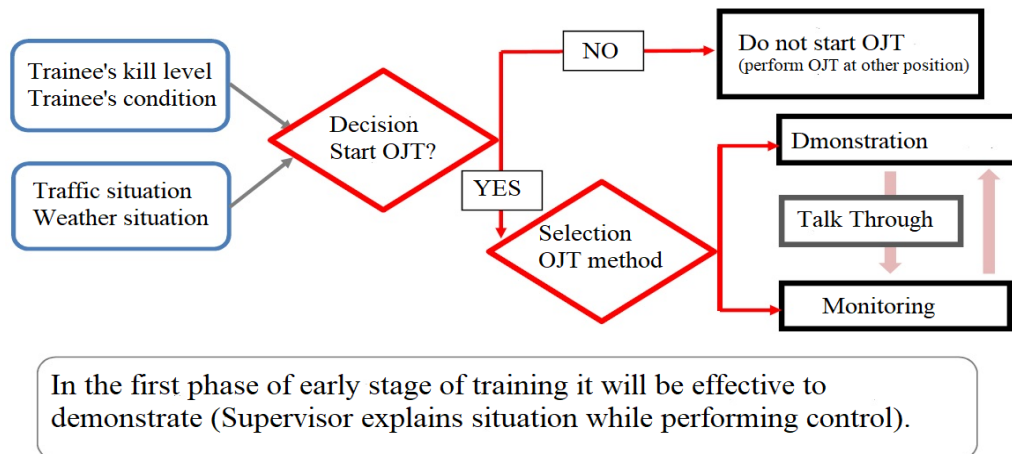 Trainee's kill level
Trainee's condition
Traffic situation
Weather situation
Decision
Start OJT?
NO
Do not start OJT
(perform OJT at other position)
YES
Selection
OJT method
Dmonstration
Talk Through
Monitoring
In the first phase of early stage of training it will be effective to
demonstrate (Supervisor explains situation while performing control).